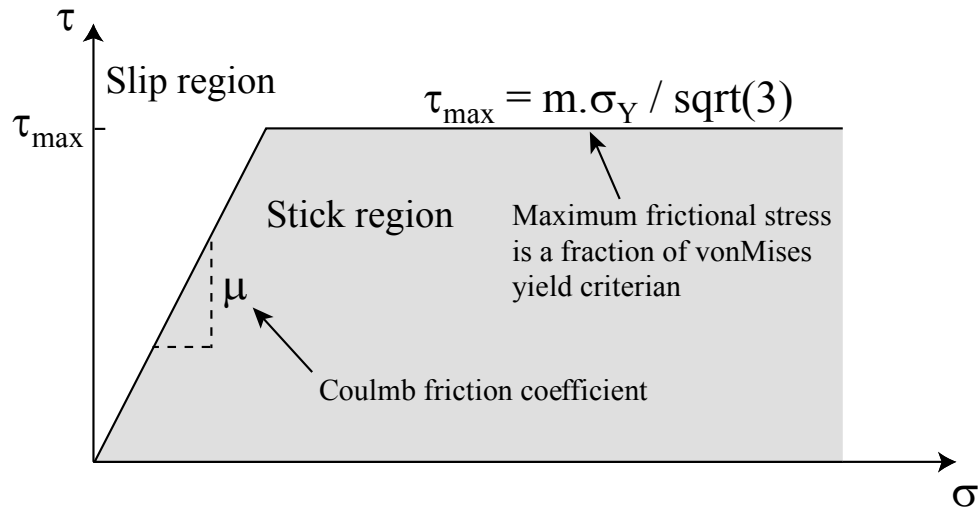 τ
Slip region
τmax = m.σY / sqrt(3)
τmax
Stick region
Maximum frictional stress
is a fraction of vonMises
yield criterian
μ
Coulmb friction coefficient
σ